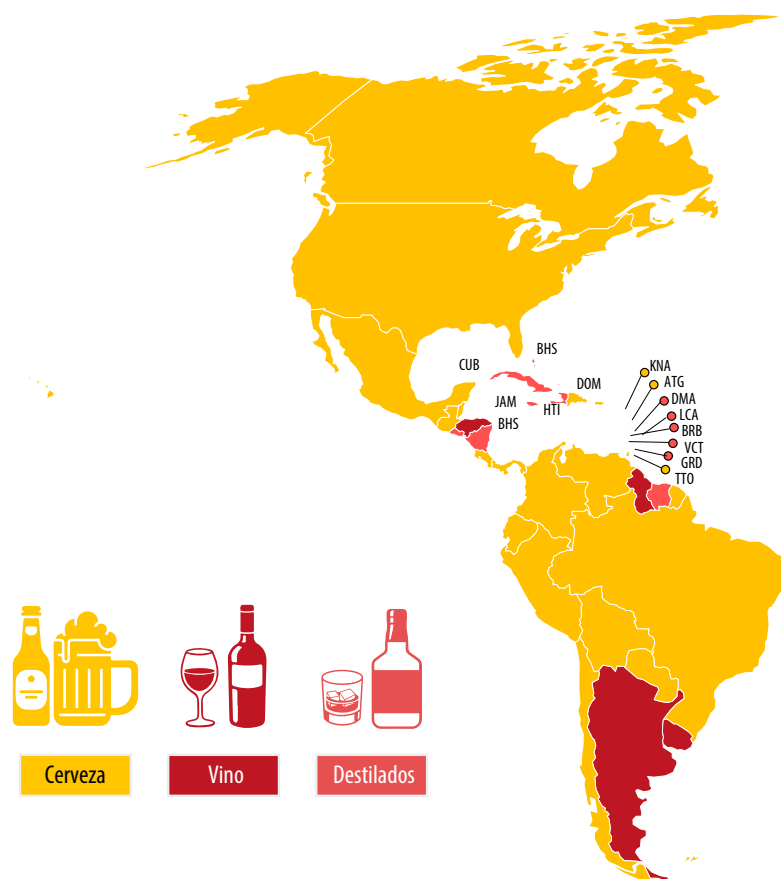 BHS
CUB
KNA
ATG
DOM
DMA
JAM
HTI
LCA
BHS
BRB
VCT
GRD
TTO
Cerveza
Vino
Destilados